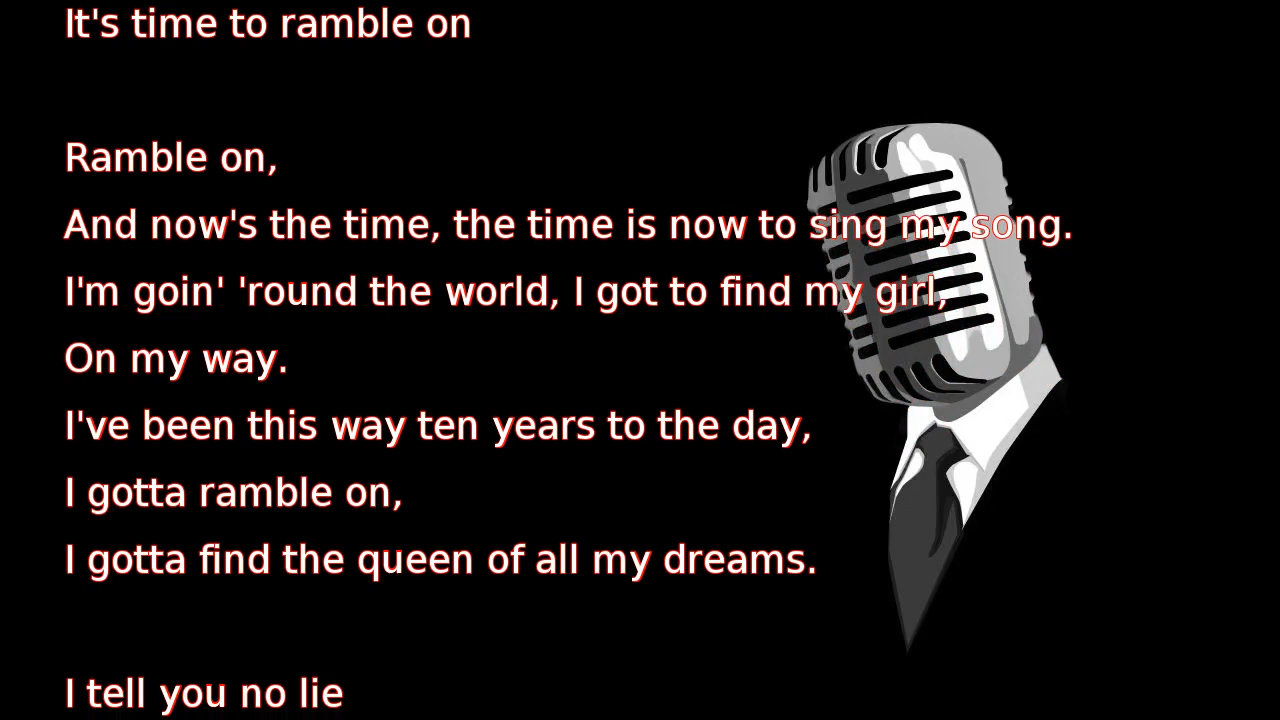 It's time to ramble on
Ramble on,
And now's the time, the time is now to sing my song.
I'm goin' 'round the world, I got to find my girl,
On my way.
I've been this way ten years to the day,
I gotta ramble on,
I gotta find the queen of all my dreams.
I tell you no lie